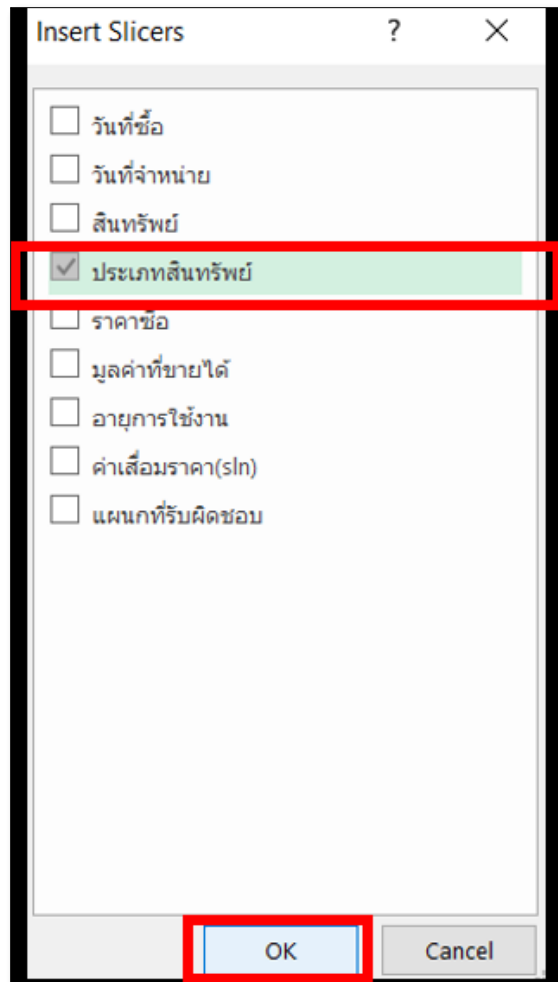 Insert Slicers ? ×
วันที่ซื้อ
วันที่จำหน่าย
สินทรัพย์
ประเภทสินทรัพย์
ราคาซื้อ
มูลค่าที่ขายได้
อายุการใช้งาน
ค่าเสื่อมราคา(sln)
แผนกที่รับผิดชอบ
OK Cancel